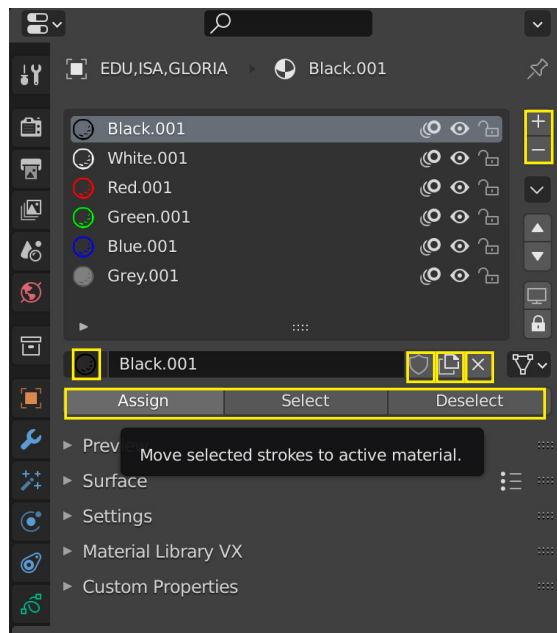 EDU,ISA,GLORIA Black.001
Black.001
White.001
Red.001
Green.001
Blue.001
Grey.001
Black.001
Assign Select Deselect
Prev
Move selected strokes to active material.
Surface
Settings
Material Library VX
Custom Properties